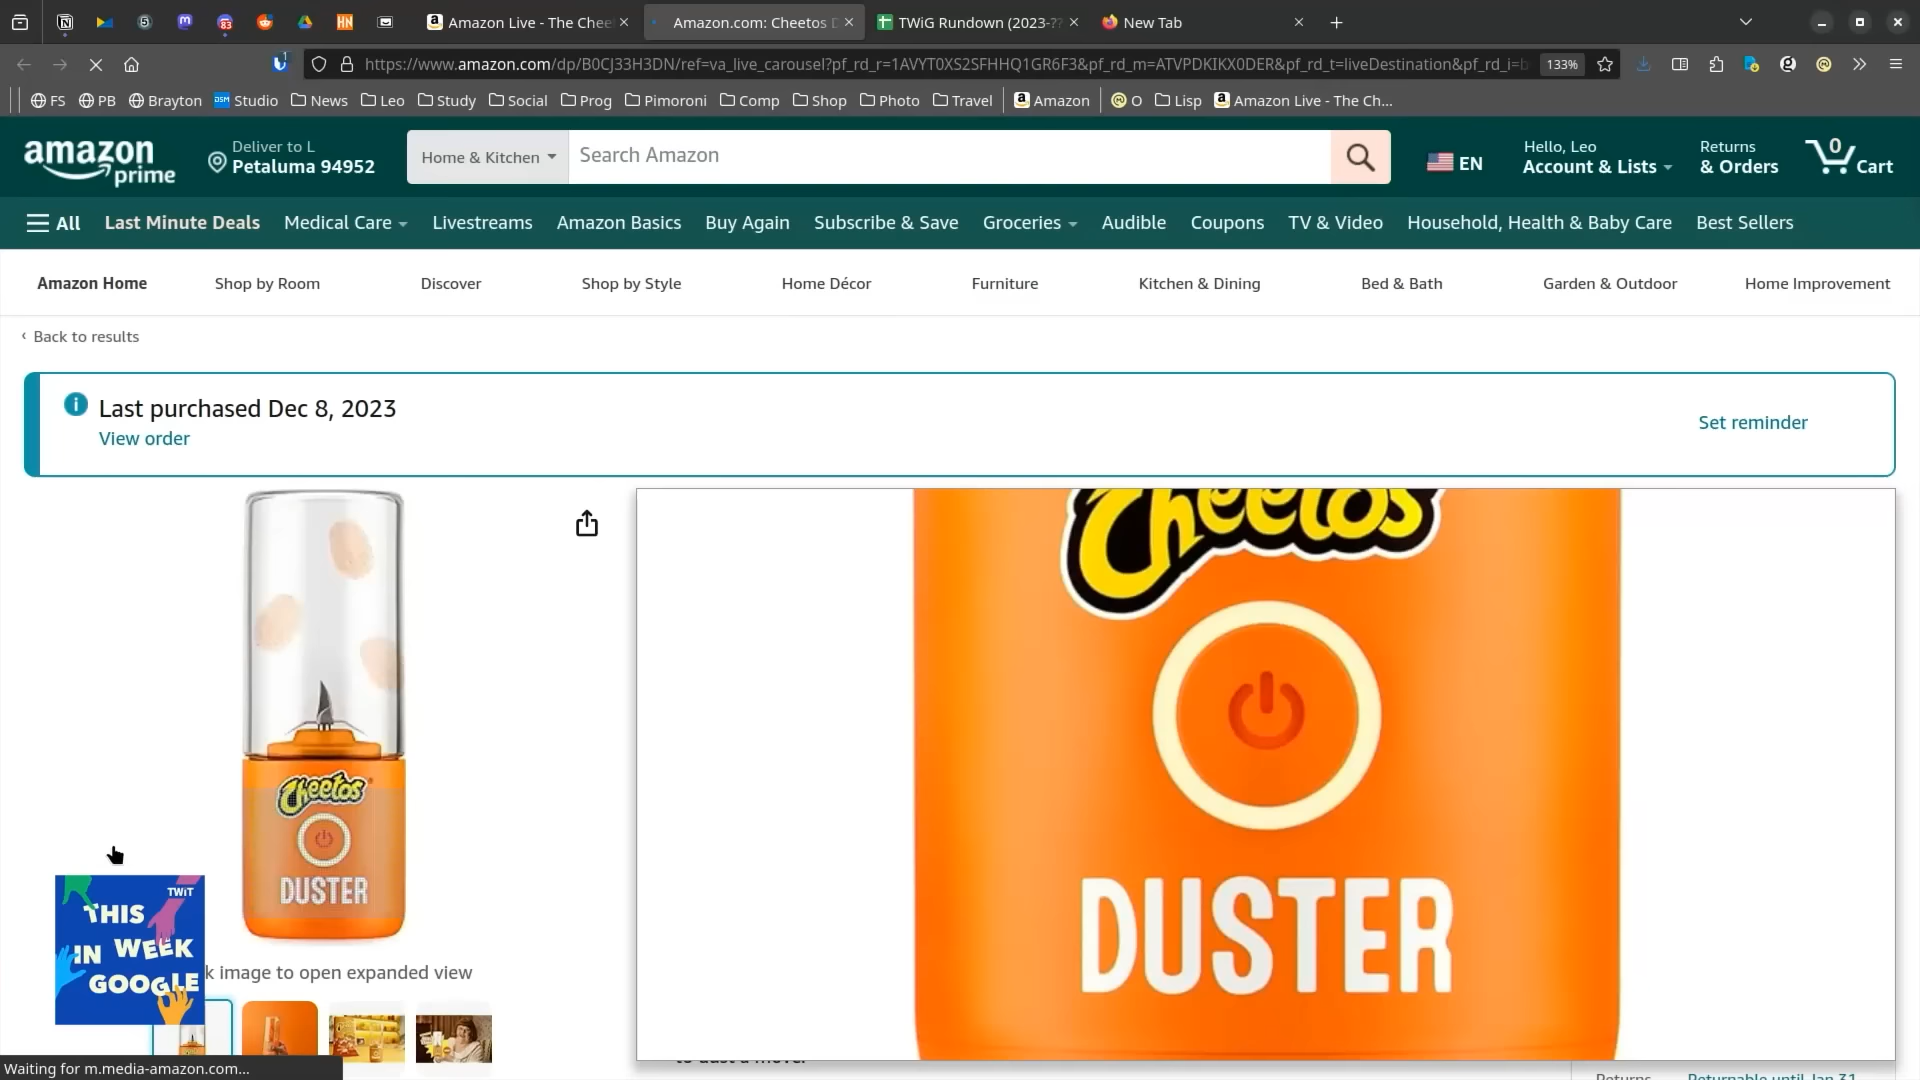 Amazon Live - The Chee
Amazon.com: Cheetos D
TWiG Rundown (2023-??
New Tab
https://www.amazon.com/dp/B0CJ33H3DN/ref=va_live_carousel?pf_rd_r=1AVYT0XS2SFHHQ1GR6F3&pf_rd_m=ATVPDKIKX0DER&pf_rd_t=liveDestination&pf_rd_i=b
133%
FS PB Brayton Studio News Leo Study Social Prog Pimoroni Comp Shop Photo Travel Amazon O Lisp Amazon Live - The Ch...
amazon prime
Deliver to L
Petaluma 94952
Home & Kitchen
Search Amazon
EN
Hello, Leo
Account & Lists
Returns
& Orders
0
Cart
All Last Minute Deals Medical Care Livestreams Amazon Basics Buy Again Subscribe & Save Groceries Audible Coupons TV & Video Household, Health & Baby Care Best Sellers
Amazon Home Shop by Room Discover Shop by Style Home Décor Furniture Kitchen & Dining Bed & Bath Garden & Outdoor Home Improvement
‹ Back to results
Last purchased Dec 8, 2023
View order
Set reminder
Cheetos
DUSTER
Cheetos
DUSTER
TWiT
THIS
IN WEEK
GOOGLE
k image to open expanded view
Waiting for m.media-amazon.com...
Returns Returnable until Jan 31